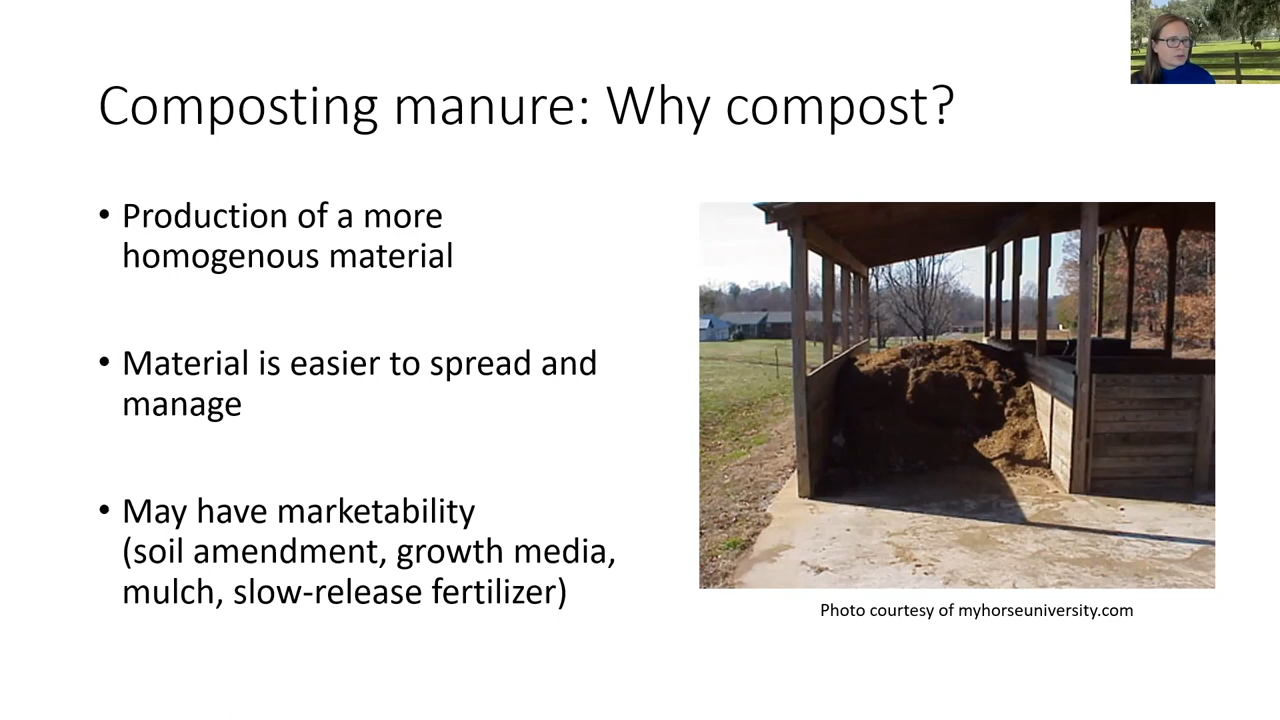 Composting manure: Why compost?
• Production of a more
homogenous material
• Material is easier to spread and
manage
• May have marketability
(soil amendment, growth media,
mulch, slow-release fertilizer)
Photo courtesy of myhorseuniversity.com